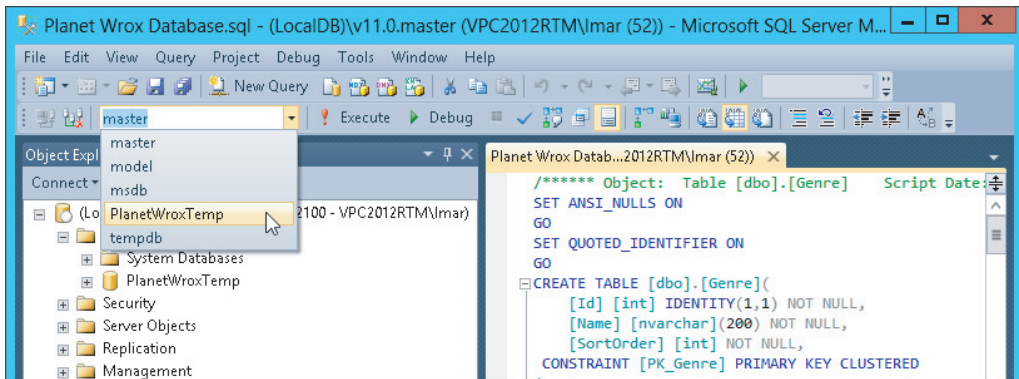 Planet Wrox Database.sql - (LocalDB)\v11.0.master (VPC2012RTM\Imar (52)) - Microsoft SQL Server M...
File Edit View Query Project Debug Tools Window Help
New Query
master Execute Debug
master
model
msdb
PlanetWroxTemp
tempdb
Object Expl
Connect
(Lo 2100 - VPC2012RTM\Imar)
System Databases
PlanetWroxTemp
Security
Server Objects
Replication
Management
Planet Wrox Datab...2012RTM\Imar (52))
/****** Object: Table [dbo].[Genre] Script Date:
SET ANSI_NULLS ON
GO
SET QUOTED_IDENTIFIER ON
GO
CREATE TABLE [dbo].[Genre](
[Id] [int] IDENTITY(1,1) NOT NULL,
[Name] [nvarchar](200) NOT NULL,
[SortOrder] [int] NOT NULL,
CONSTRAINT [PK_Genre] PRIMARY KEY CLUSTERED